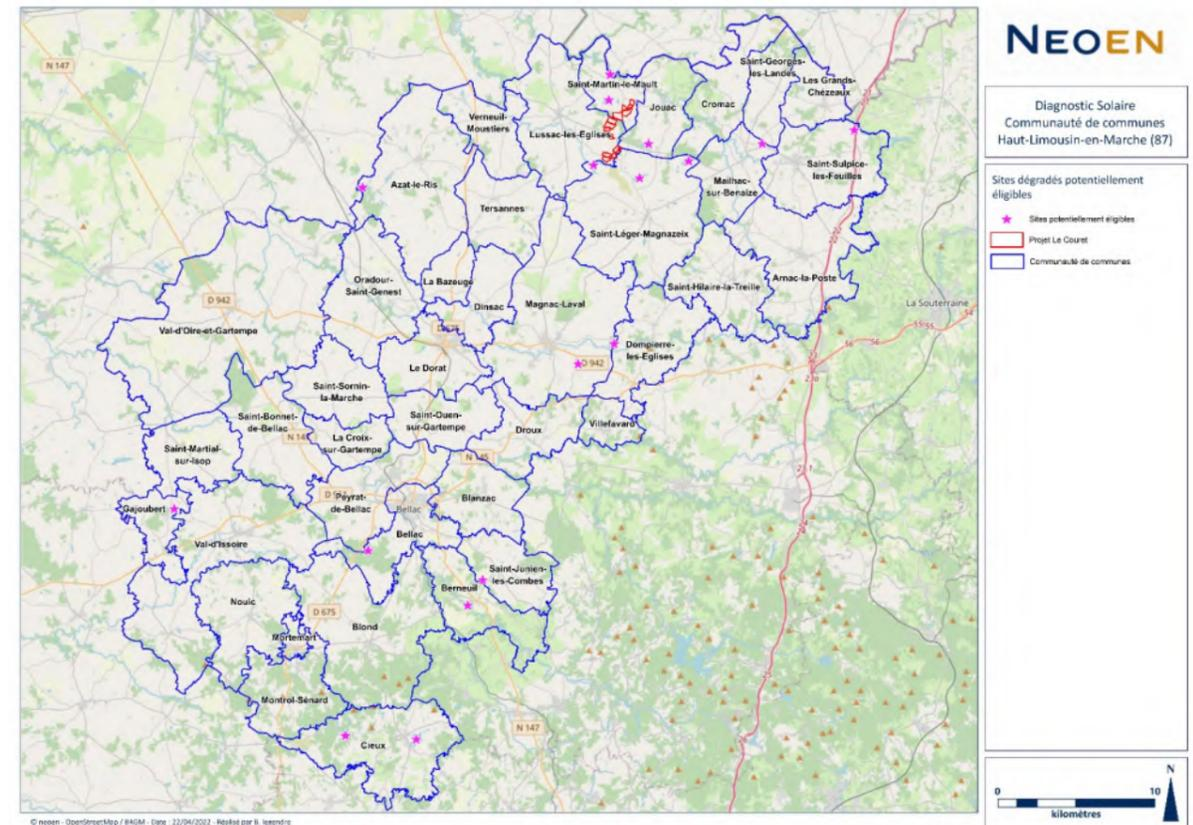 NEOEN
Diagnostic Solaire
Communauté de communes
Haut-Limousin-en-Marche (87)
Sites dégradés potentiellement
éligibles
Sites potentiellement éligibles
Projet Le Couret
Communauté de communes
N
0 10
kilomètres
N 147
Saint-Georges-
les-Landes
Les Grands-
Chézeaux
Saint-Martin-le-Mault
Jouac
Cromac
Verneuil-
Moustiers
Lussac-les-Eglises
Saint-Sulpice-
les-Feuilles
Azat-le-Ris
Mailhac-
sur-Benaize
Tersannes
Saint-Léger-Magnazeix
Oradour-
Saint-Genest
La Bazeuge
Saint-Hilaire-la-Treille
Arnac-la-Poste
D 942
Dinsac
Magnac-Laval
La Souterraine
Val-d'Oire-et-Gartempe
Dompierre-
les-Eglises
D 942
Le Dorat
Saint-Sornin-
la-Marche
Saint-Bonnet-
de-Bellac
Saint-Ouen-
sur-Gartempe
Droux
Villefavard
La Croix-
sur-Gartempe
Saint-Martial-
sur-Isop
N 145
Gajoubert
Peyrat-
de-Bellac
Blanzac
Bellac
Bellac
Val-d'Issoire
Saint-Junien-
les-Combes
Berneuil
Nouic
D 675
Blond
Mortemart
Montrol-Sénard
N 147
Cieux
© neoen - OpenStreetMap / BRGM - Date : 22/04/2022 - Réalisé par B. legendre